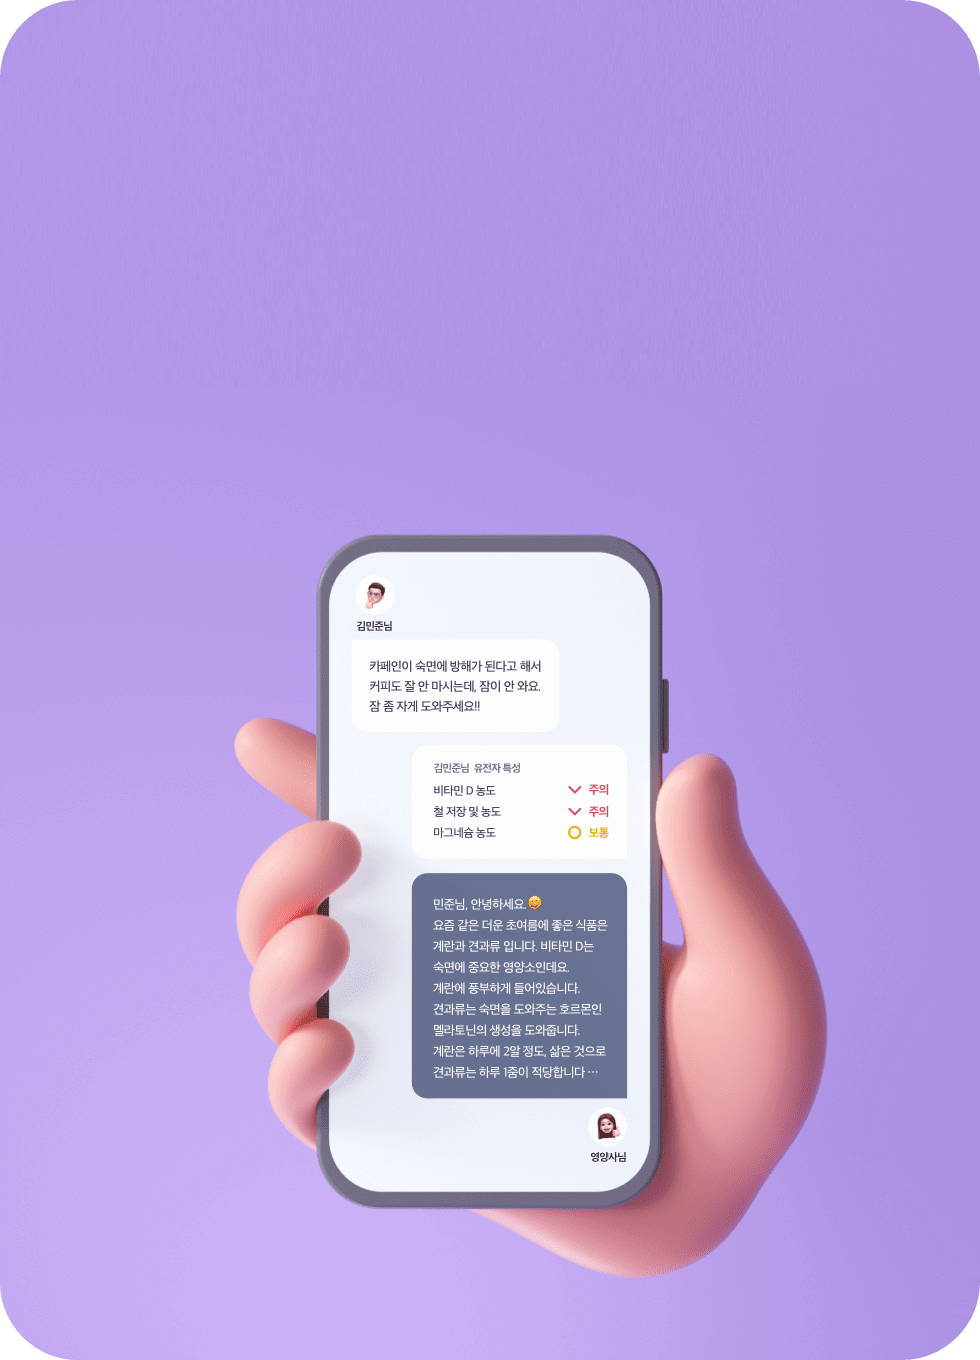 김민준님
카페인이 숙면에 방해가 된다고 해서
커피도 잘 안 마시는데, 잠이 안 와요.
잠 좀 자게 도와주세요!!
김민준님 유전자 특성
비타민 D 농도 주의
철 저장 및 농도 주의
마그네슘 농도 보통
민준님, 안녕하세요.😝
요즘 같은 더운 초여름에 좋은 식품은
계란과 견과류 입니다. 비타민 D는
숙면에 중요한 영양소인데요.
계란에 풍부하게 들어있습니다.
견과류는 숙면을 도와주는 호르몬인
멜라토닌의 생성을 도와줍니다.
계란은 하루에 2알 정도, 삶은 것으로
견과류는 하루 1줌이 적당합니다 ⋯
영양사님